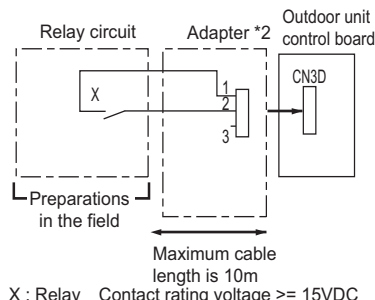 Relay circuit
Adapter *2
Outdoor unit
control board
X
1
2
3
CN3D
Preparations
in the field
Maximum cable
length is 10m
X : Relay Contact rating voltage >= 15VDC